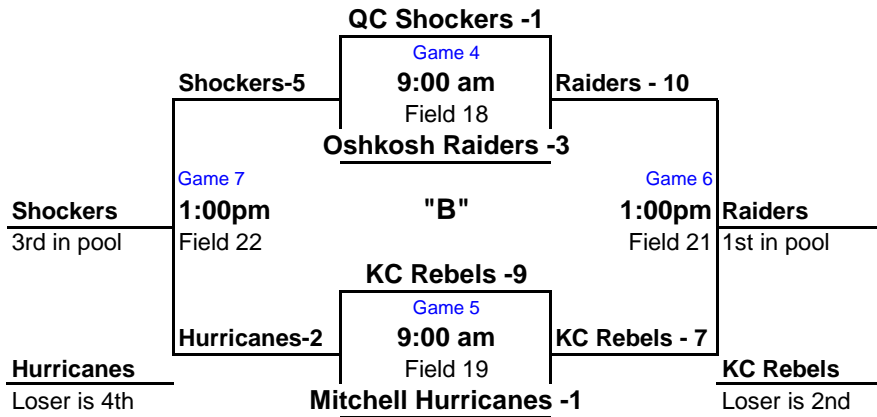 QC Shockers -1
Game 4
Shockers-5
9:00 am
Raiders - 10
Field 18
Oshkosh Raiders -3
Game 7
Game 6
Shockers
1:00pm
"B"
1:00pm
Raiders
3rd in pool
Field 22
Field 21
1st in pool
KC Rebels -9
Game 5
Hurricanes-2
9:00 am
KC Rebels - 7
Hurricanes
Field 19
KC Rebels
Loser is 4th
Mitchell Hurricanes -1
Loser is 2nd